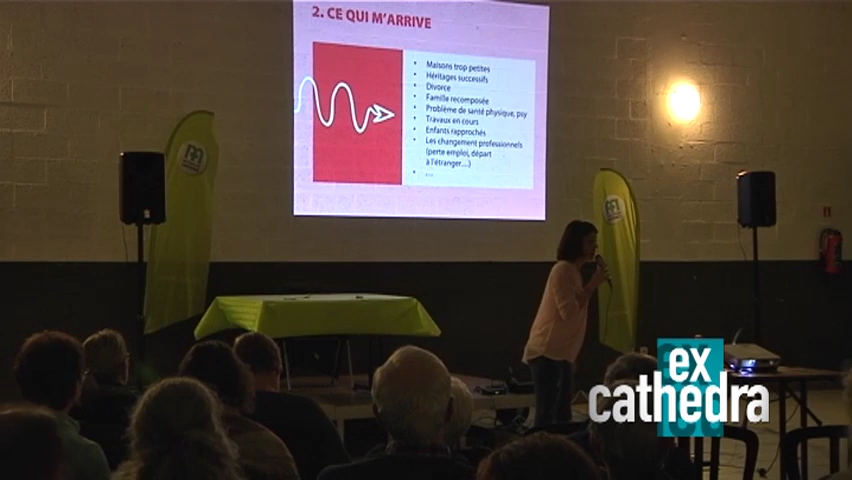 2. CE QUI M'ARRIVE
• Maisons trop petites
• Héritages successifs
• Divorce
• Famille recomposée
• Problème de santé physique, psy
• Travaux en cours
• Enfants rapprochés
• Les changement professionnels
(perte emploi, départ
à l'étranger....)
• ...
ex
cathedra